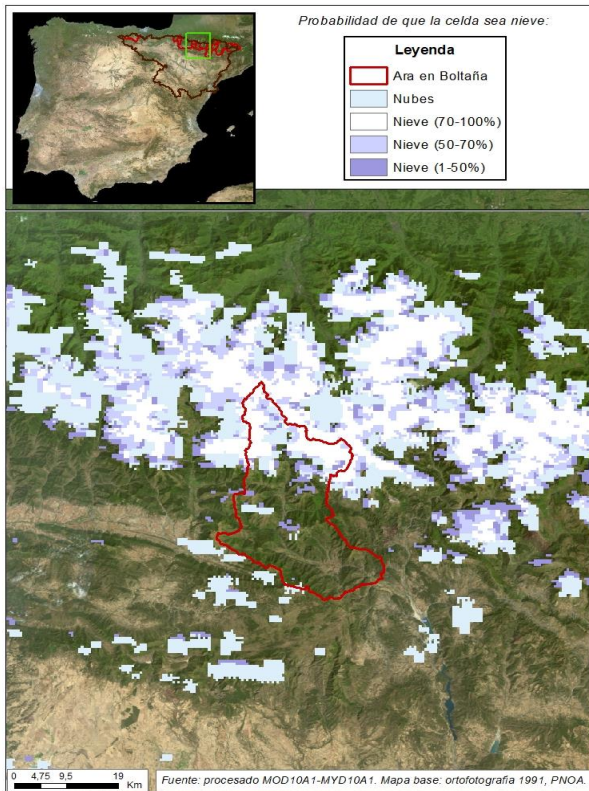 Probabilidad de que la celda sea nieve:
Leyenda
Ara en Boltaña
Nubes
Nieve (70-100%)
Nieve (50-70%)
Nieve (1-50%)
0 4,75 9,5 19
Km
Fuente: procesado MOD10A1-MYD10A1. Mapa base: ortofotografia 1991, PNOA.